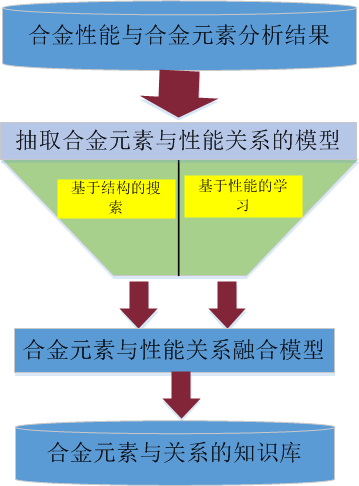 合金性能与合金元素分析结果
抽取合金元素与性能关系的模型
基于结构的搜
索
基于性能的学
习
合金元素与性能关系融合模型
合金元素与关系的知识库